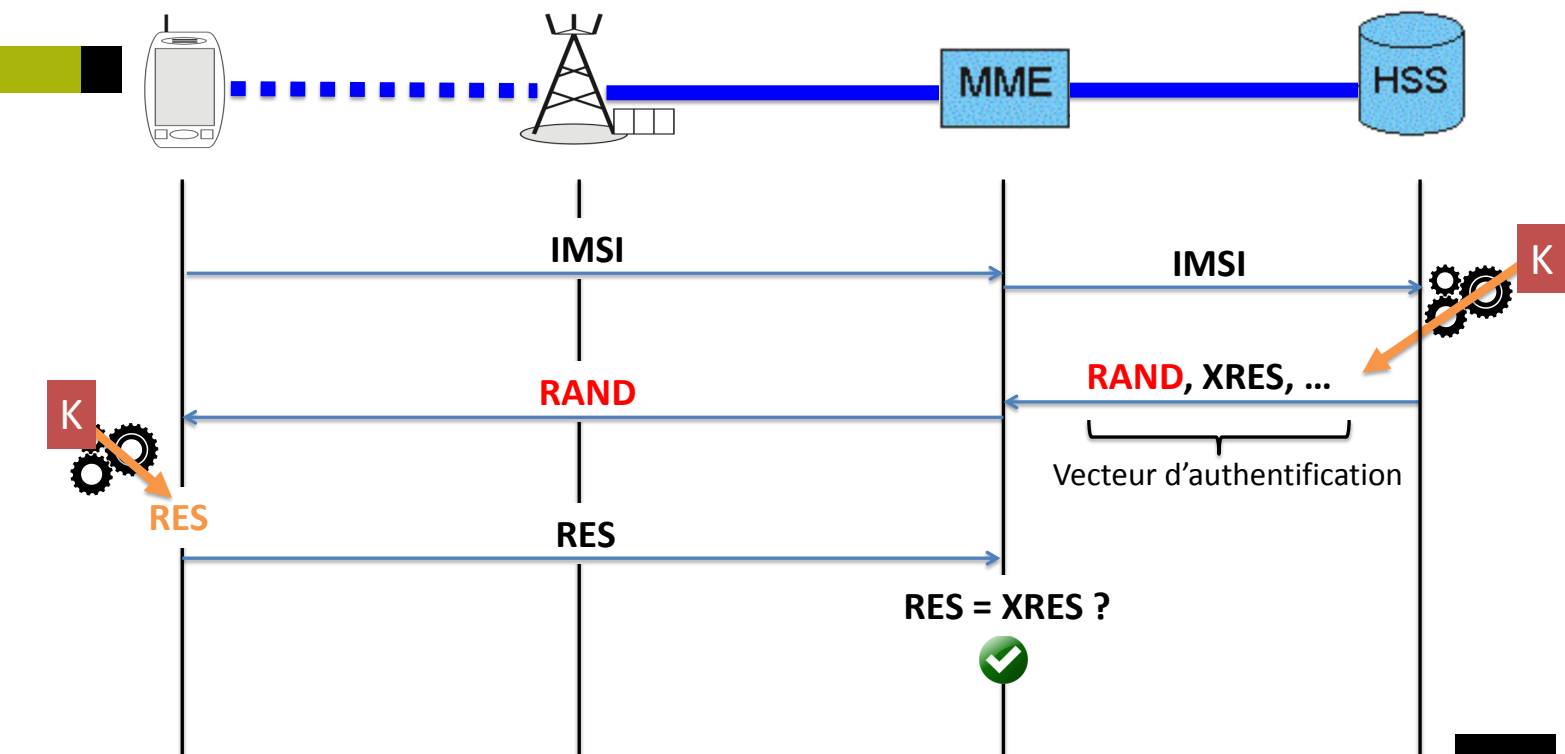 MME
HSS
IMSI
IMSI
K
RAND, XRES, ...
RAND
K
Vecteur d’authentification
RES
RES
RES = XRES ?